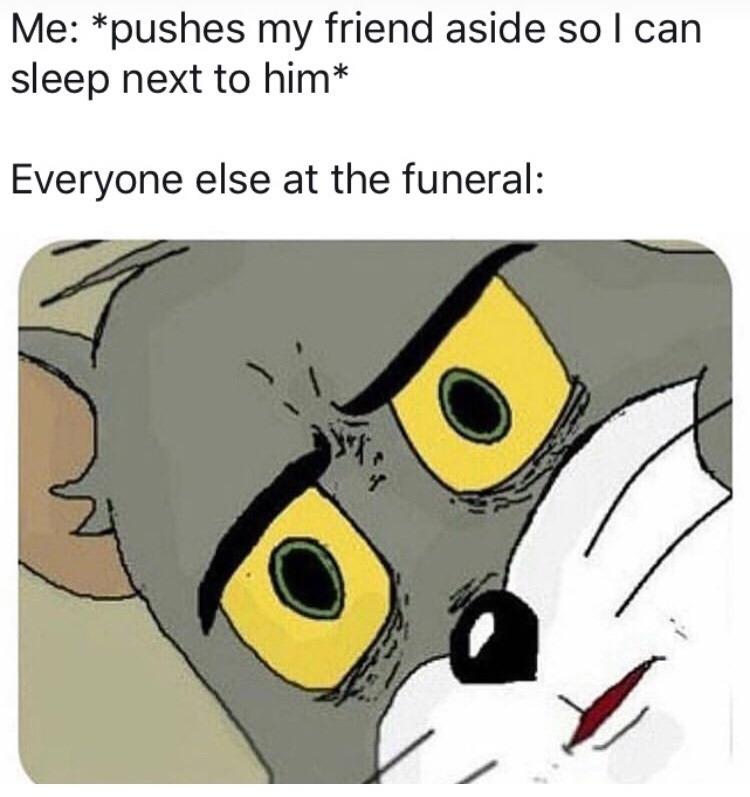 Me: *pushes my friend aside so I can
sleep next to him*
Everyone else at the funeral: